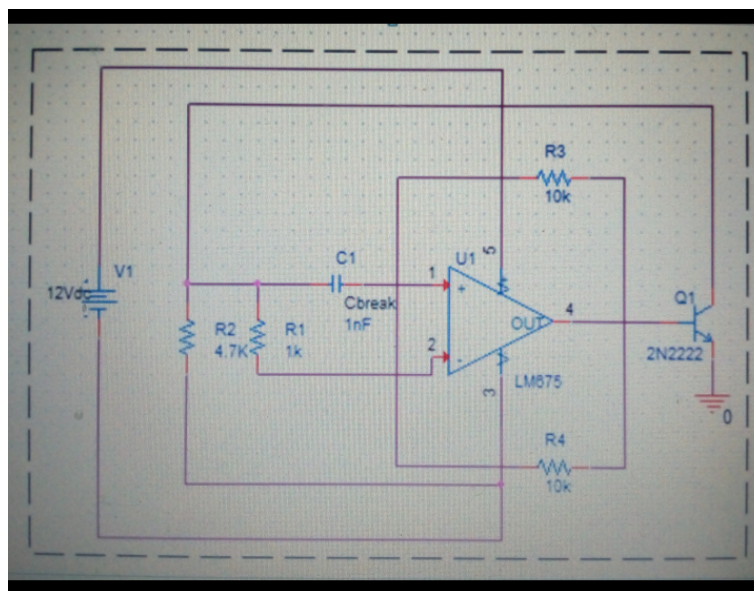 R3
10k
5
V1
12Vdc
C1
1
U1
+
Cbreak
1nF
OUT
4
Q1
R2
4.7K
R1
1k
2
-
2N2222
LM675
3
0
R4
10k